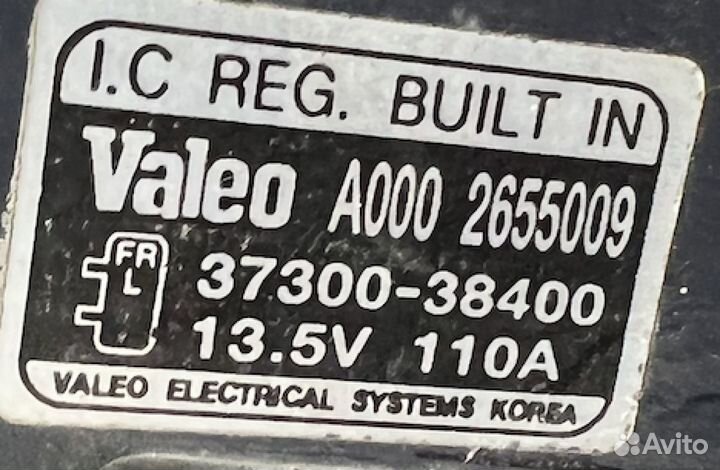 I.C REG. BUILT IN
Valeo A000 2655009
FR 37300-38400
L
13.5V 110A
VALEO ELECTRICAL SYSTEMS KOREA
Avito